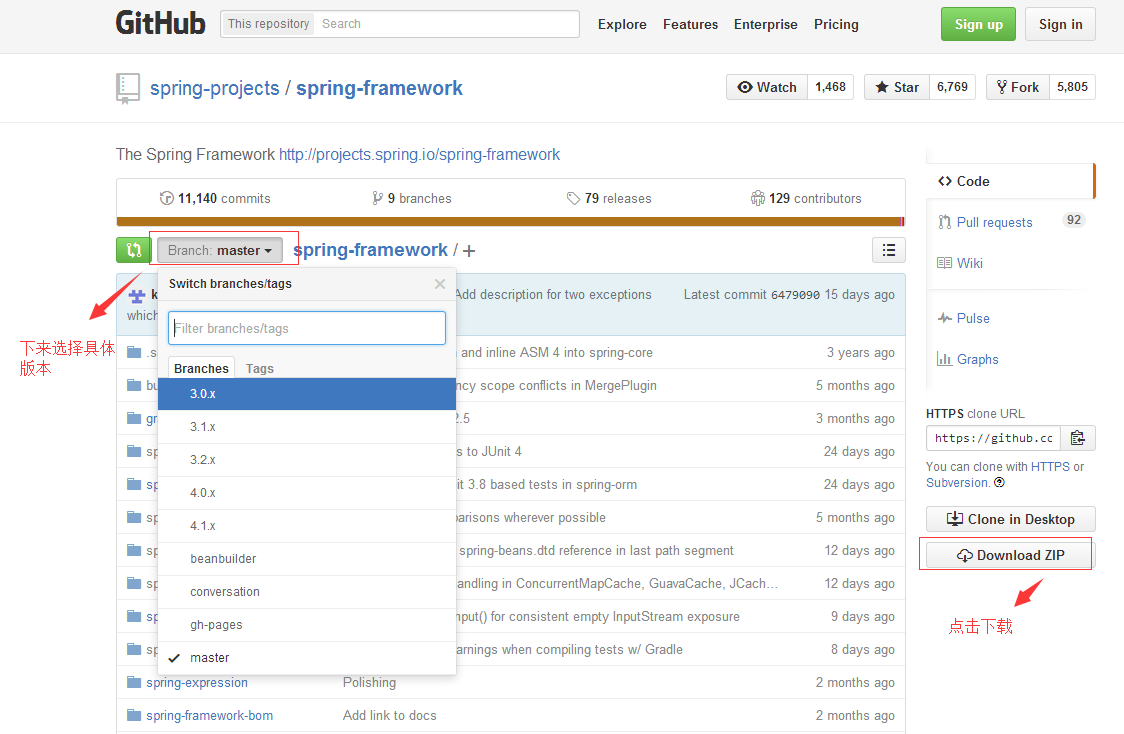 GitHub This repository Search Explore Features Enterprise Pricing Sign up Sign in
spring-projects / spring-framework Watch 1,468 Star 6,769 Fork 5,805
The Spring Framework http://projects.spring.io/spring-framework
11,140 commits 9 branches 79 releases 129 contributors
Branch: master spring-framework / +
Switch branches/tags
Add description for two exceptions Latest commit 6479090 15 days ago
which
Filter branches/tags
and inline ASM 4 into spring-core 3 years ago
Branches Tags
ncy scope conflicts in MergePlugin 5 months ago
3.0.x
2.5 3 months ago
3.1.x
s to JUnit 4 24 days ago
3.2.x
it 3.8 based tests in spring-orm 24 days ago
4.0.x
arisons wherever possible 5 months ago
4.1.x
spring-beans.dtd reference in last path segment 12 days ago
beanbuilder
andling in ConcurrentMapCache, GuavaCache, JCach… 12 days ago
conversation
nput() for consistent empty InputStream exposure 9 days ago
gh-pages
arnings when compiling tests w/ Gradle 8 days ago
master
spring-expression Polishing 2 months ago
spring-framework-bom Add link to docs 2 months ago
下来选择具体
版本
Code
Pull requests 92
Wiki
Pulse
Graphs
HTTPS clone URL
https://github.cc
You can clone with HTTPS or
Subversion.
Clone in Desktop
Download ZIP
点击下载